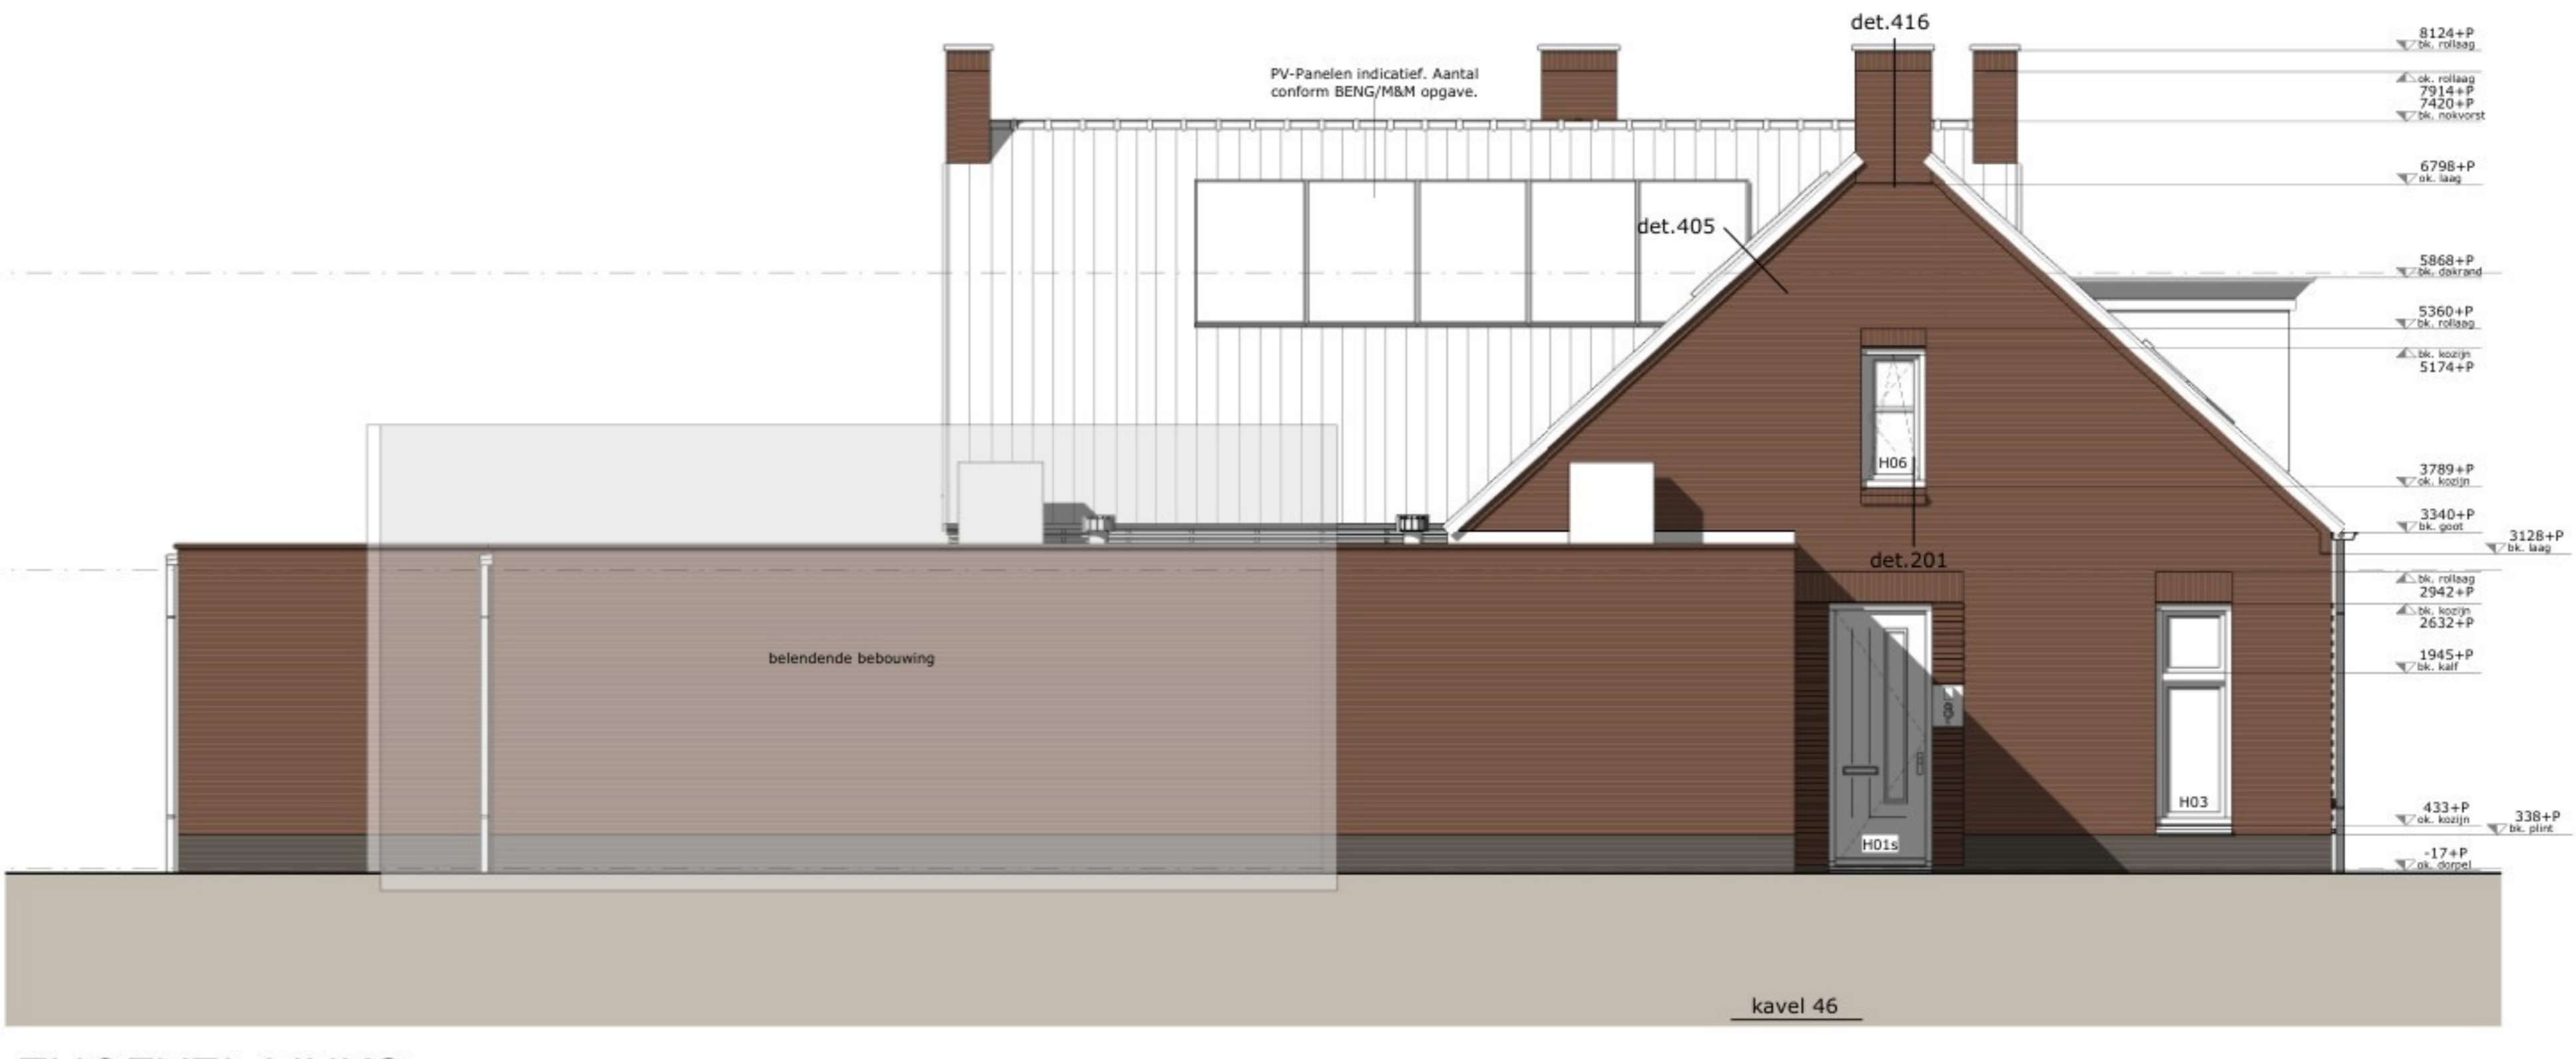 det.416
PV-Panelen indicatief. Aantal
conform BENG/M&M opgave.
det.405
H06
det.201
belendende bebouwing
H01s
H03
kavel 46
8124+P
bk. rollaag
ok. rollaag
7914+P
7420+P
bk. nokvorst
6798+P
ok. laag
5868+P
bk. dakrand
5360+P
bk. rollaag
bk. kozijn
5174+P
3789+P
ok. kozijn
3340+P
bk. goot
3128+P
bk. laag
bk. rollaag
2942+P
bk. kozijn
2632+P
1945+P
bk. kalf
433+P
ok. kozijn
338+P
bk. plint
-17+P
ok. dorpel